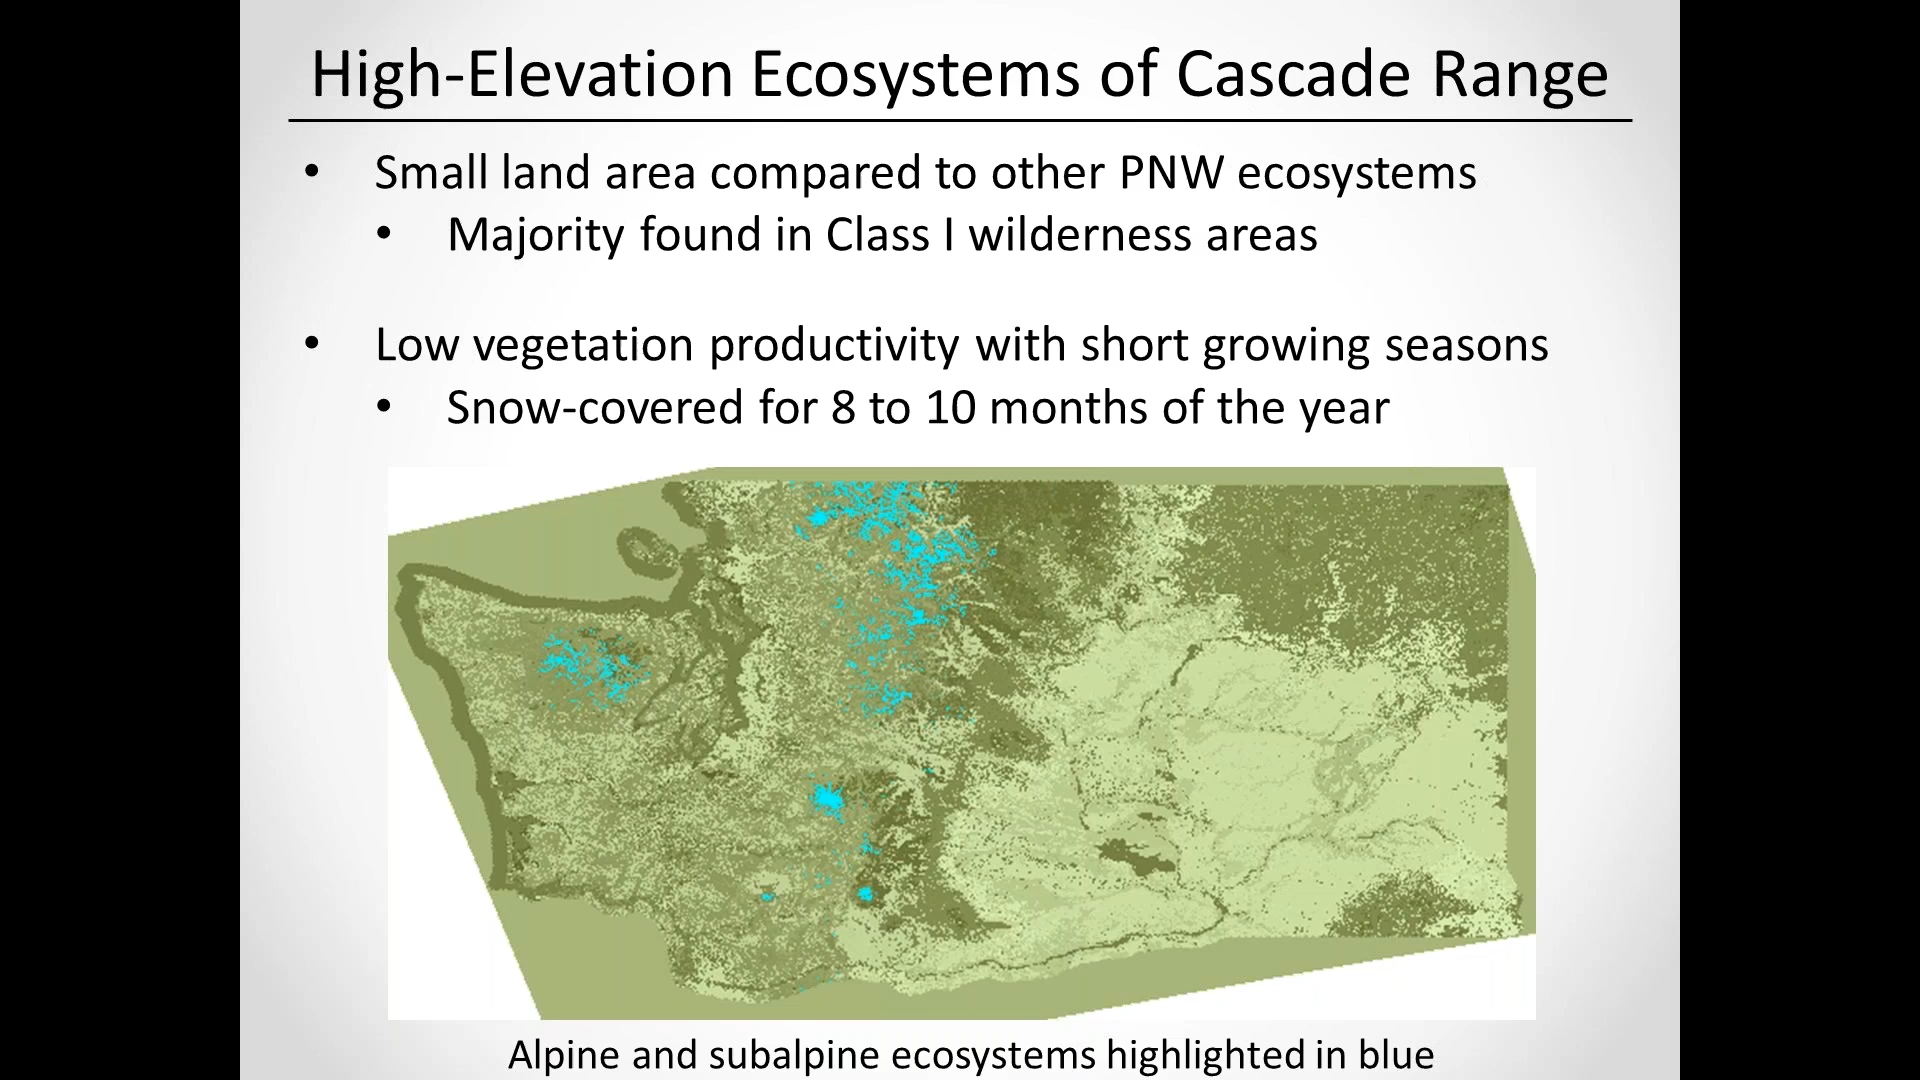 High-Elevation Ecosystems of Cascade Range
• Small land area compared to other PNW ecosystems
• Majority found in Class I wilderness areas
• Low vegetation productivity with short growing seasons
• Snow-covered for 8 to 10 months of the year
Alpine and subalpine ecosystems highlighted in blue